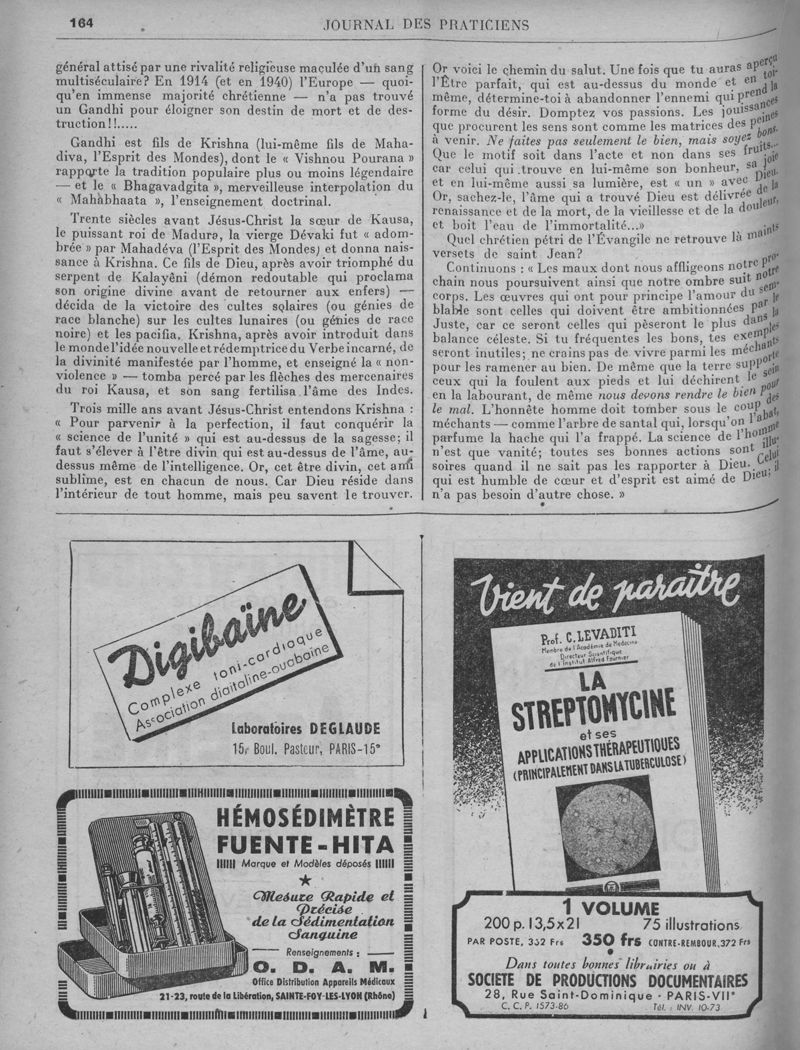 164
JOURNAL DES PRATICIENS
général attisé par une rivalité religieuse maçulée d'un sang
multiséculaire? En 1914 (et en 1940) l'Europe — quoi-
qu'en immense majorité chrétienne — n'a pas trouvé
un Gandhi pour éloigner son destin de mort et de des-
truction!!.....
Gandhi est fils de Krishna (lui-même fils de Maha-
diva, l'Esprit des Mondes), dont le « Vishnou Pourana »
rapporte la tradition populaire plus ou moins légendaire
— et le « Bhagavadgita », merveilleuse interpolation du
« Mahàbhaata », l'enseignement doctrinal.
Trente siècles avant Jésus-Christ la sœur de Kausa,
le puissant roi de Madura, la vierge Dévaki fut « adom-
brée » par Mahadéva (l'Esprit des Mondes) et donna nais-
sance à Krishna. Ce fils de Dieu, après avoir triomphé du
serpent de Kalayêni (démon redoutable qui proclama
son origine divine avant de retourner aux enfers) —
décida de la victoire des cultes solaires (ou génies de
race blanche) sur les cultes lunaires (ou génies de race
noire) et les pacifia. Krishna, après avoir introduit dans
le monde l'idée nouvelle et rédemptrice du Verbe incarné, de
la divinité manifestée par l'homme, et enseigné la « non-
violence » — tomba percé par les flèches des mercenaires
du roi Kausa, et son sang fertilisa l'âme des Indes.
Trois mille ans avant Jésus-Christ entendons Krishna :
« Pour parvenir à la perfection, il faut conquérir la
« science de l'unité » qui est au-dessus de la sagesse; il
faut s'élever à l'être divin qui est au-dessus de l'âme, au-
dessus même de l'intelligence. Or, cet être divin, cet ami
sublime, est en chacun de nous. Car Dieu réside dans
l'intérieur de tout homme, mais peu savent le trouver.
Or voici le chemin du salut. Une fois que tu auras aperçu
l'Être parfait, qui est au-dessus du monde et en toi-
même, détermine-toi à abandonner l'ennemi qui prend la
forme du désir. Domptez vos passions. Les jouissances
que procurent les sens sont comme les matrices des peines
à venir. Ne faites pas seulement le bien, mais soyez bons.
Que le motif soit dans l'acte et non dans ses fruits...
car celui qui trouve en lui-même son bonheur, sa joie
et en lui-même aussi sa lumière, est « un » avec Dieu.
Or, sachez-le, l'âme qui a trouvé Dieu est délivrée de la
renaissance et de la mort, de la vieillesse et de la douleur,
et boit l'eau de l'immortalité...»
Quel chrétien pétri de l'Évangile ne retrouve là maints
versets de saint Jean?
Continuons : « Les maux dont nous affligeons notre pro-
chain nous poursuivent ainsi que notre ombre suit notre
corps. Les œuvres qui ont pour principe l'amour du sem-
blable sont celles qui doivent être ambitionnées par le
Juste, car ce seront celles qui pèseront le plus dans la
balance céleste. Si tu fréquentes les bons, tes exemples
seront inutiles; ne crains pas de vivre parmi les méchants
pour les ramener au bien. De même que la terre supporte
ceux qui la foulent aux pieds et lui déchirent le sein
en la labourant, de même nous devons rendre le bien pour
le mal. L'honnête homme doit tomber sous le coup des
méchants — comme l'arbre de santal qui, lorsqu'on l'abat,
parfume la hache qui l'a frappé. La science de l'homme
n'est que vanité; toutes ses bonnes actions sont illu-
soires quand il ne sait pas les rapporter à Dieu. Celui
qui est humble de cœur et d'esprit est aimé de Dieu; il
n'a pas besoin d'autre chose. »
Digibaïne
Complexe toni-cardiaque
Association digitaline-ouabaine
Laboratoires DEGLAUDE
15, Boul. Pasteur, PARIS-15e
HÉMOSÉDIMÈTRE
FUENTE-HITA
Marque et Modèles déposés
Mesure Rapide et
Précise
de la Sédimentation
Sanguine
Renseignements :
O. D. A. M.
Office Distribution Appareils Médicaux
21-23, route de la Libération, SAINTE-FOY-LES-LYON (Rhône)
Vient de paraître
Prof. C. LEVADITI
Membre de l'Académie de Médecine
Directeur Scientifique
de l'Institut Alfred Fournier
LA
STREPTOMYCINE
et ses
APPLICATIONS THÉRAPEUTIQUES
(PRINCIPALEMENT DANS LA TUBERCULOSE)
1 VOLUME
200 p. 13,5x21 75 illustrations
PAR POSTE, 352 Frs 350 frs CONTRE-REMBOUR. 372 Frs
Dans toutes bonnes librairies ou à
SOCIETE DE PRODUCTIONS DOCUMENTAIRES
28, Rue Saint-Dominique - PARIS-VIIe
C. C. P. 1573-86 Tél. : INV. 10-73